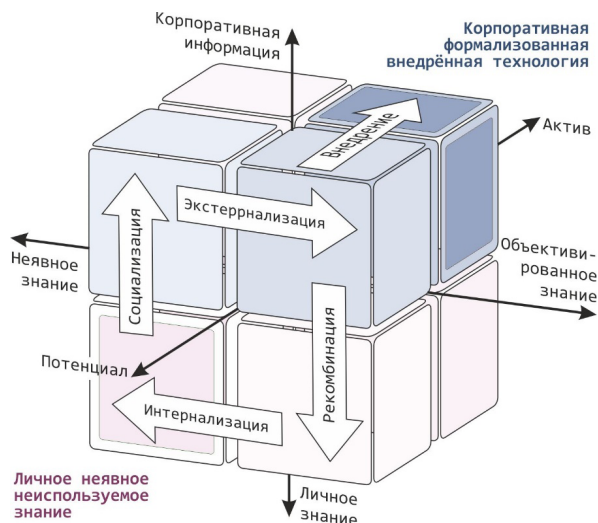 Корпоративная
информация
Корпоративная
формализованная
внедрённая технология
Актив
Внедрение
Экстеррнализация
Социализация
Неявное
знание
Объективи-
рованное
знание
Потенциал
Рекомбинация
Интернализация
Личное неявное
неиспользуемое
знание
Личное
знание